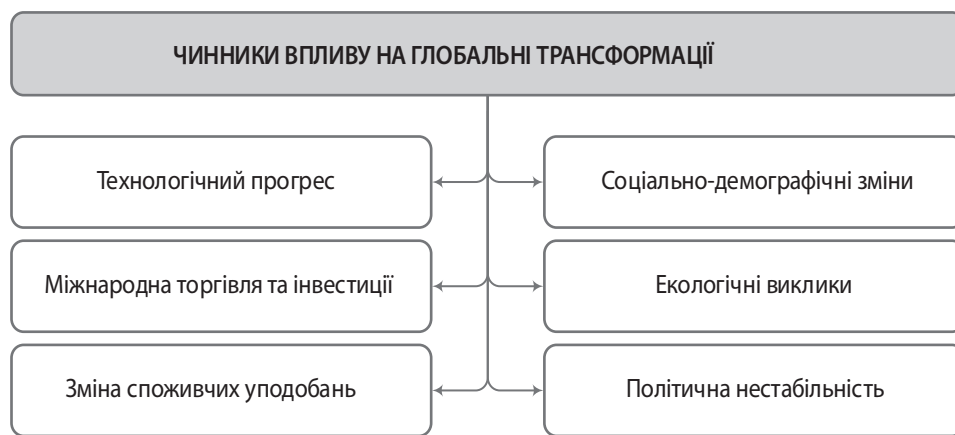 ЧИННИКИ ВПЛИВУ НА ГЛОБАЛЬНІ ТРАНСФОРМАЦІЇ
Технологічний прогрес
Соціально-демографічні зміни
Міжнародна торгівля та інвестиції
Екологічні виклики
Зміна споживчих уподобань
Політична нестабільність